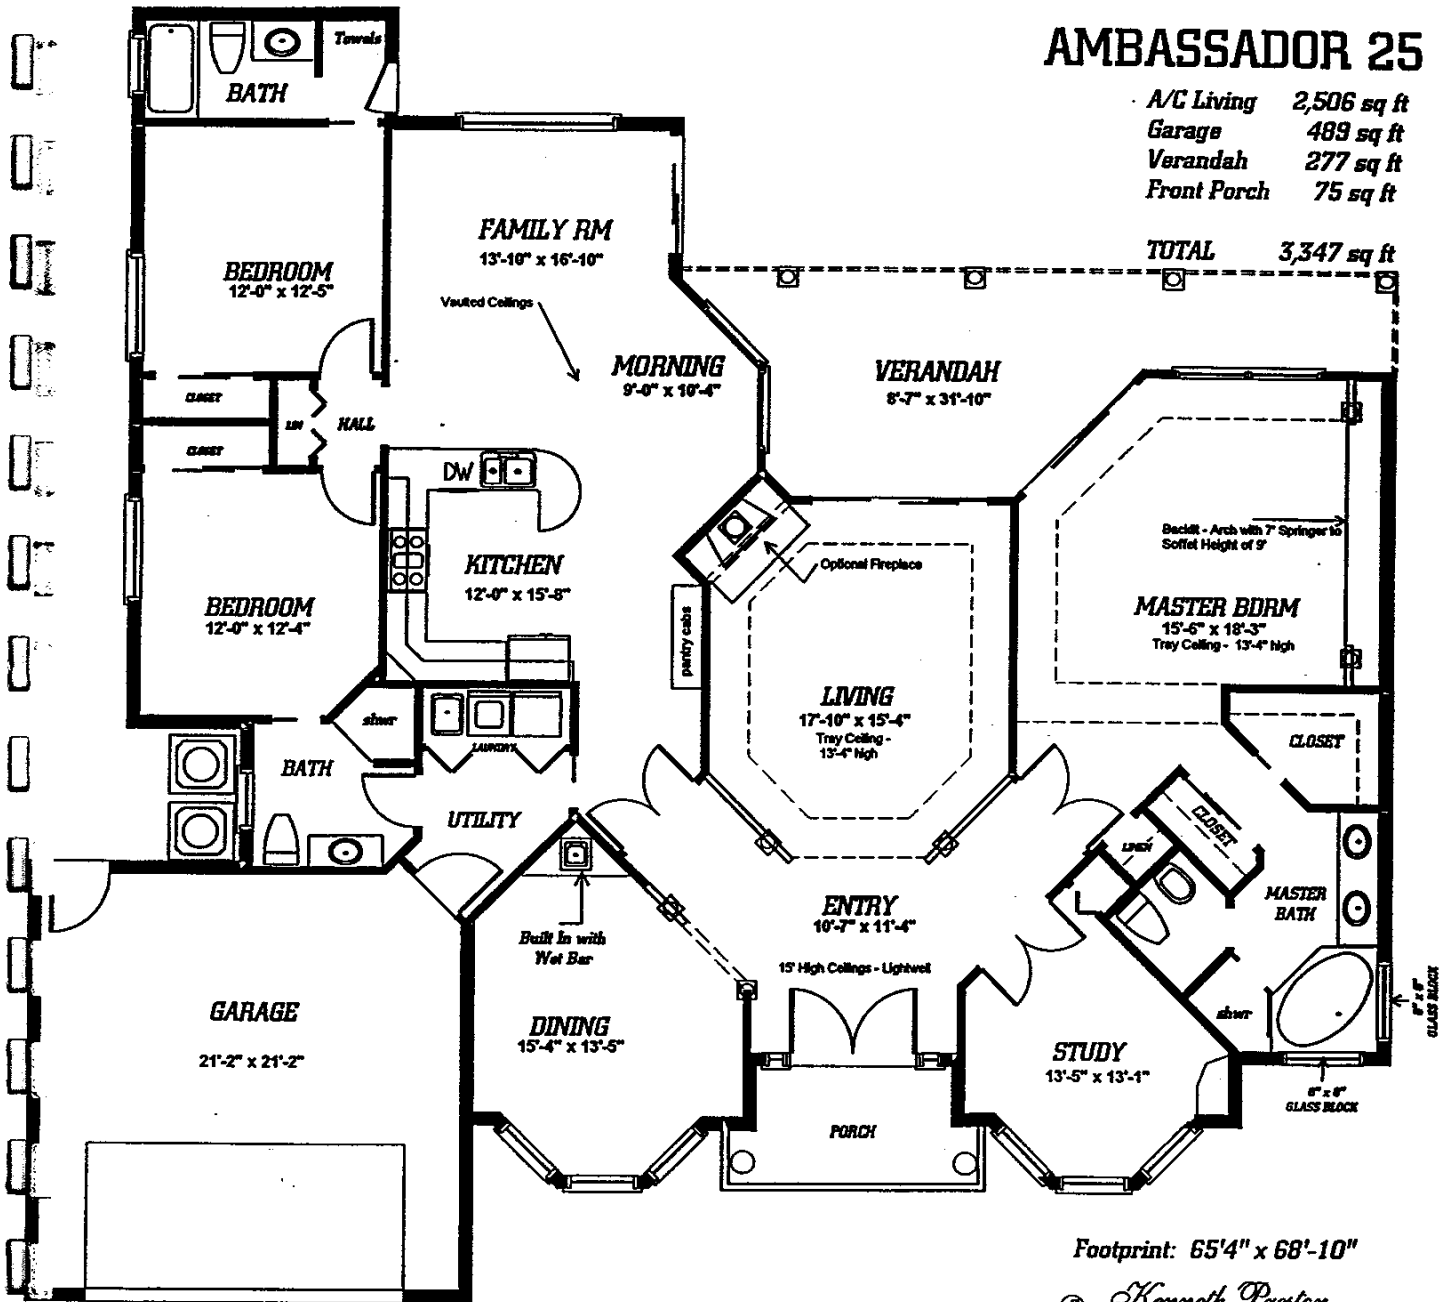 AMBASSADOR 25
A/C Living 2,506 sq ft
Garage 489 sq ft
Verandah 277 sq ft
Front Porch 75 sq ft
TOTAL 3,347 sq ft
Towels
BATH
FAMILY RM
13'-10" x 16'-10"
Vaulted Ceilings
BEDROOM
12'-0" x 12'-5"
MORNING
9'-0" x 10'-4"
VERANDAH
8'-7" x 31'-10"
CLOSET
LIN
HALL
CLOSET
DW
KITCHEN
12'-0" x 15'-8"
Optional Fireplace
Backlit - Arch with 7' Springer to
Soffet Height of 9'
BEDROOM
12'-0" x 12'-4"
pantry cabs
MASTER BDRM
15'-6" x 18'-3"
Tray Ceiling - 13'-4" high
LIVING
17'-10" x 15'-4"
Tray Ceiling -
13'-4" high
shwr
LAUNDRY
CLOSET
BATH
UTILITY
CLOSET
LINEN
MASTER
BATH
ENTRY
10'-7" x 11'-4"
Built In with
Wet Bar
15' High Ceilings - Lightwell
GARAGE
21'-2" x 21'-2"
DINING
15'-4" x 13'-5"
shwr
GLASS BLOCK
STUDY
13'-5" x 13'-1"
GLASS BLOCK
PORCH
Footprint: 65'4" x 68'-10"
Kenneth